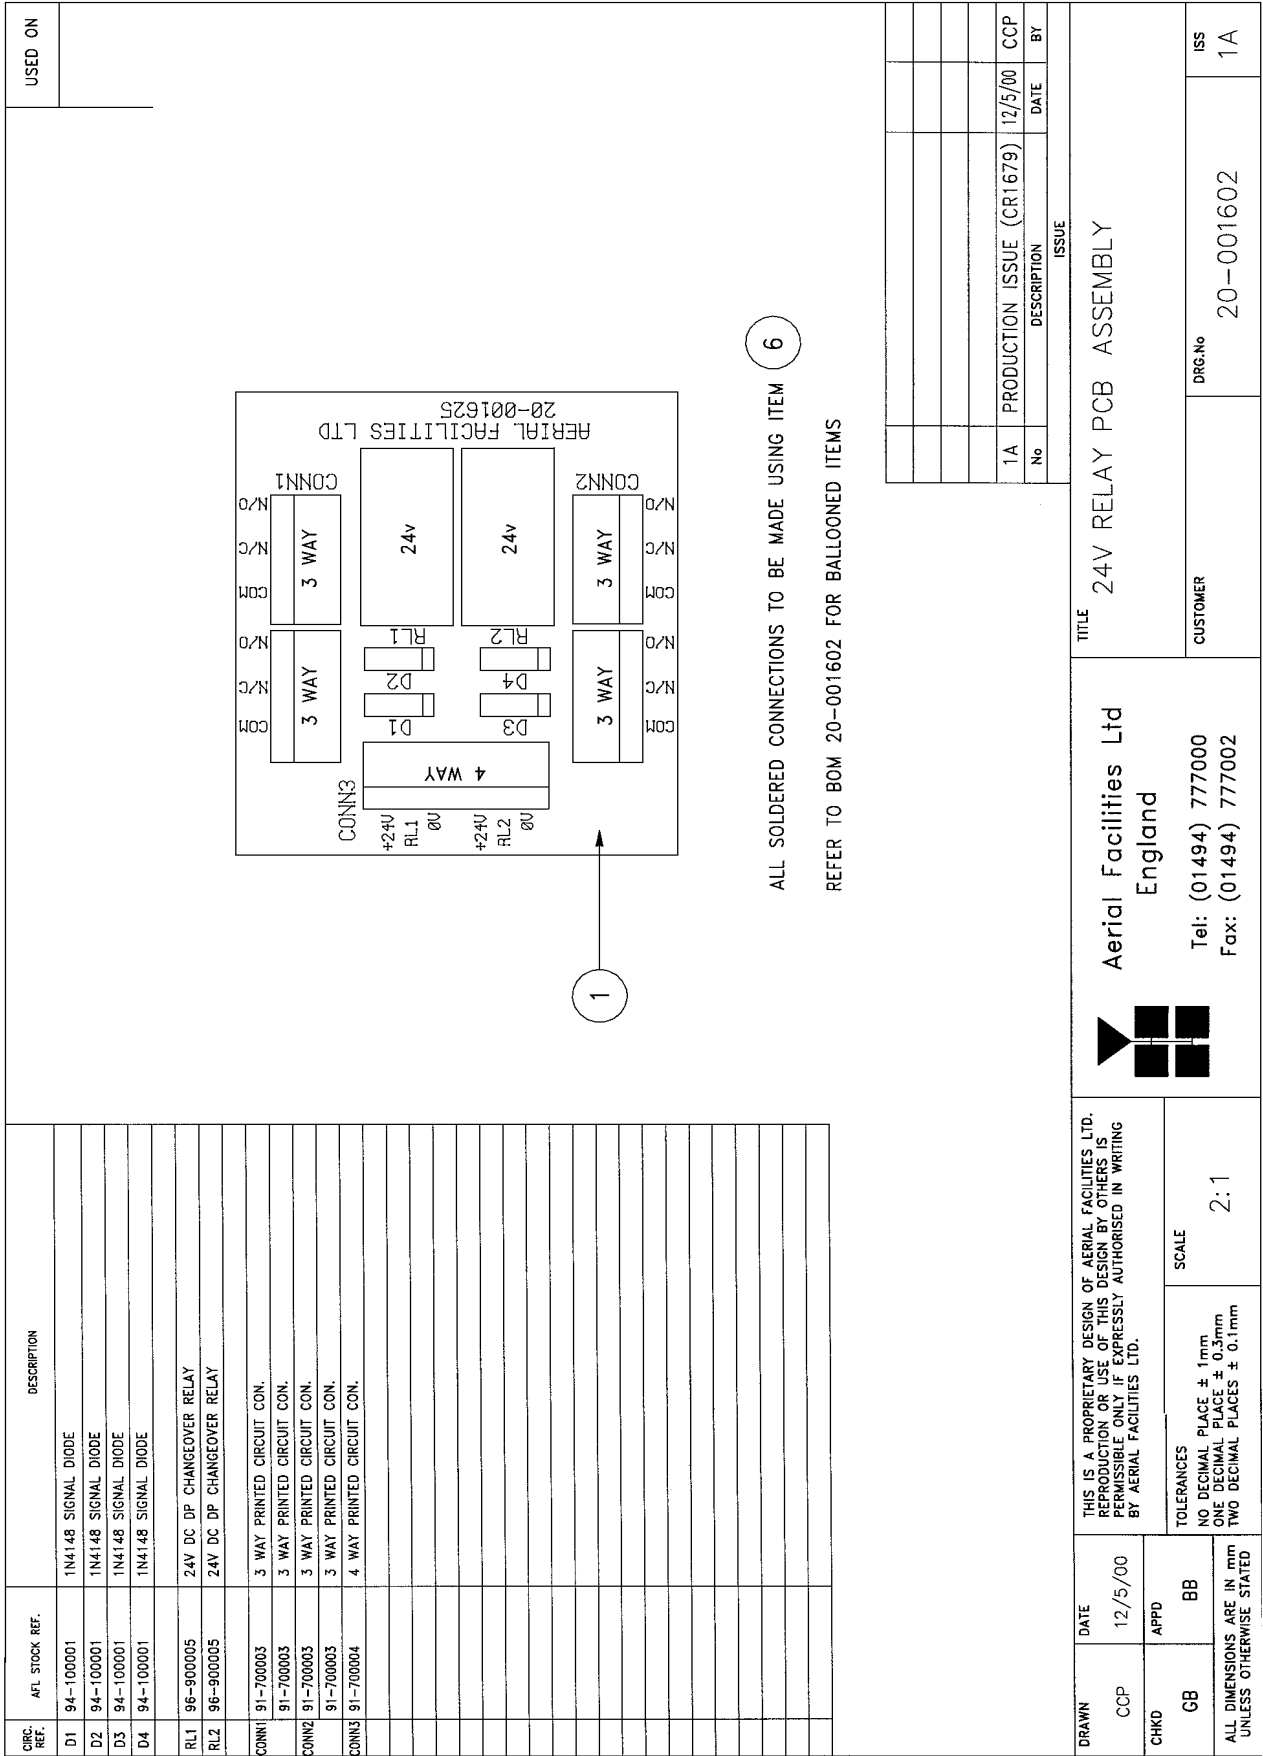 USED ON
CIRC. REF. AFL STOCK REF. DESCRIPTION
D1 94-100001 1N4148 SIGNAL DIODE
D2 94-100001 1N4148 SIGNAL DIODE
D3 94-100001 1N4148 SIGNAL DIODE
D4 94-100001 1N4148 SIGNAL DIODE
RL1 96-900005 24V DC DP CHANGEOVER RELAY
RL2 96-900005 24V DC DP CHANGEOVER RELAY
CONN1 91-700003 3 WAY PRINTED CIRCUIT CON.
91-700003 3 WAY PRINTED CIRCUIT CON.
CONN2 91-700003 3 WAY PRINTED CIRCUIT CON.
91-700003 3 WAY PRINTED CIRCUIT CON.
CONN3 91-700004 4 WAY PRINTED CIRCUIT CON.
COM N/C N/O COM N/C N/O
3 WAY 3 WAY
CONN1
CONN3
+24V
RL1
0V
+24V
RL2
0V
4 WAY
D1 D2 RL1
24v
D3 D4 RL2
24v
3 WAY 3 WAY
CONN2
COM N/C N/O COM N/C N/O
AERIAL FACILITIES LTD
20-001625
1
ALL SOLDERED CONNECTIONS TO BE MADE USING ITEM 6
REFER TO BOM 20-001602 FOR BALLOONED ITEMS
1A PRODUCTION ISSUE (CR1679) 12/5/00 CCP
No DESCRIPTION DATE BY
ISSUE
DRAWN
CCP
DATE
12/5/00
CHKD
GB
APPD
BB
ALL DIMENSIONS ARE IN mm
UNLESS OTHERWISE STATED
THIS IS A PROPRIETARY DESIGN OF AERIAL FACILITIES LTD.
REPRODUCTION OR USE OF THIS DESIGN BY OTHERS IS
PERMISSIBLE ONLY IF EXPRESSLY AUTHORISED IN WRITING
BY AERIAL FACILITIES LTD.
TOLERANCES
NO DECIMAL PLACE ± 1mm
ONE DECIMAL PLACE ± 0.3mm
TWO DECIMAL PLACES ± 0.1mm
SCALE
2:1
Aerial Facilities Ltd
England
Tel: (01494) 777000
Fax: (01494) 777002
TITLE
24V RELAY PCB ASSEMBLY
CUSTOMER
DRG.No
20-001602
ISS
1A